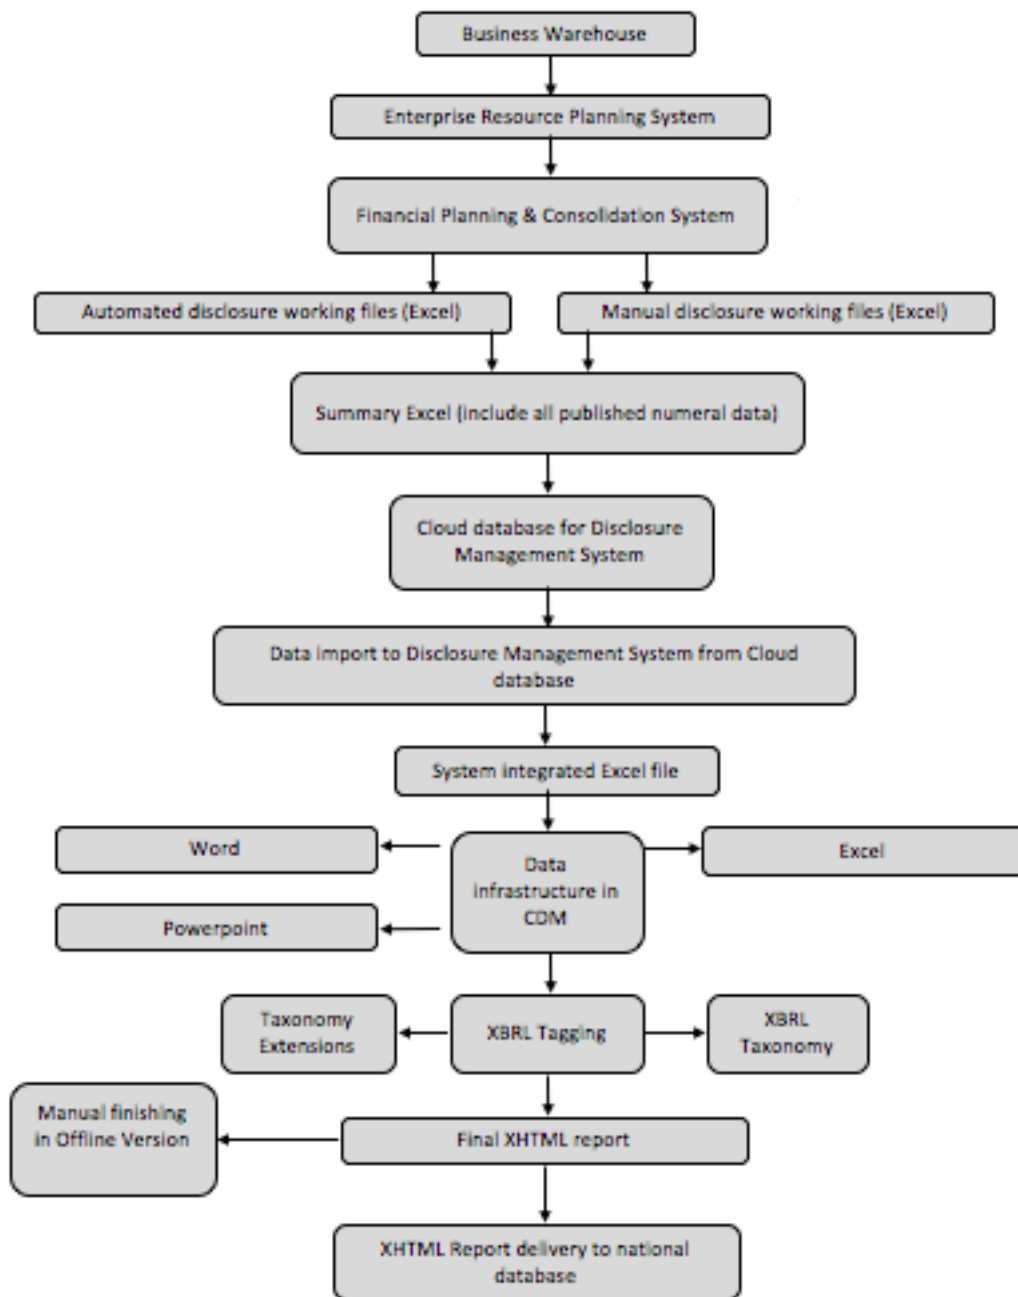 Business Warehouse
Enterprise Resource Planning System
Financial Planning & Consolidation System
Automated disclosure working files (Excel)
Manual disclosure working files (Excel)
Summary Excel (include all published numeral data)
Cloud database for Disclosure
Management System
Data import to Disclosure Management System from Cloud
database
System integrated Excel file
Word
Data
infrastructure in
CDM
Excel
Powerpoint
Taxonomy
Extensions
XBRL Tagging
XBRL
Taxonomy
Manual finishing
in Offline Version
Final XHTML report
XHTML Report delivery to national
database